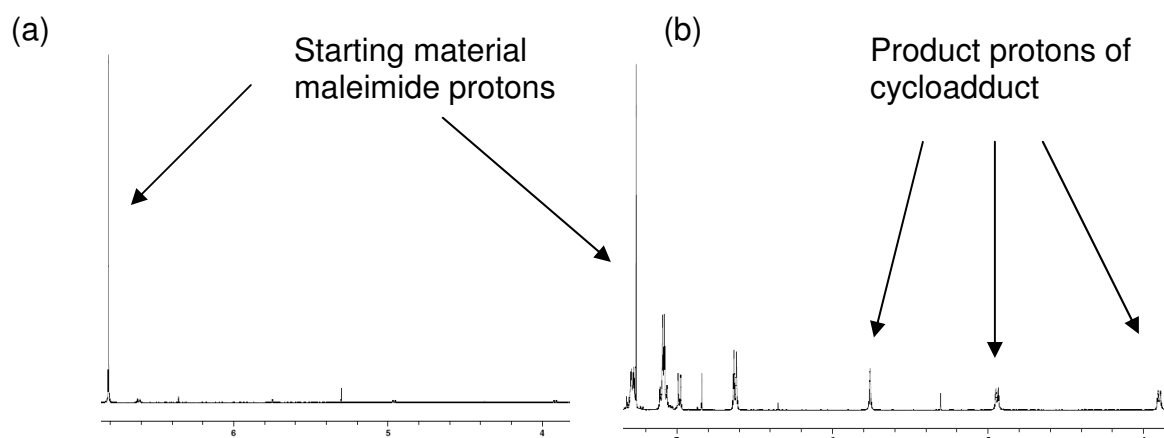 (a)
Starting material
maleimide protons
(b)
Product protons of
cycloadduct
6 5 4